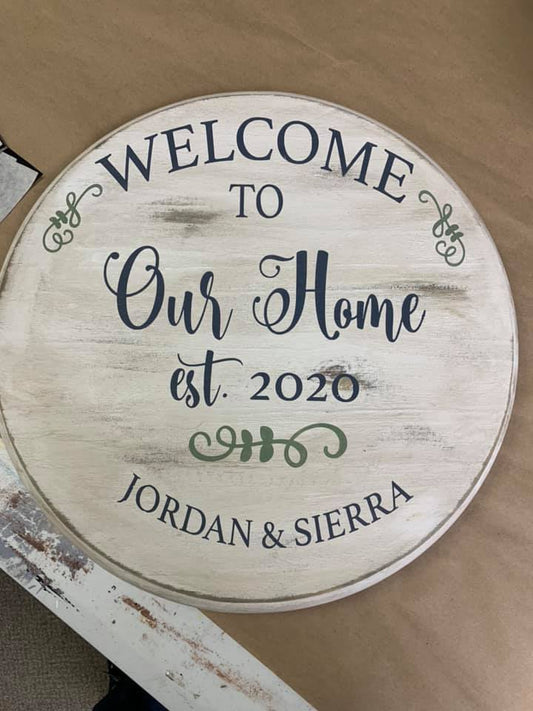 WELCOME
TO
Our Home
est. 2020
JORDAN & SIERRA